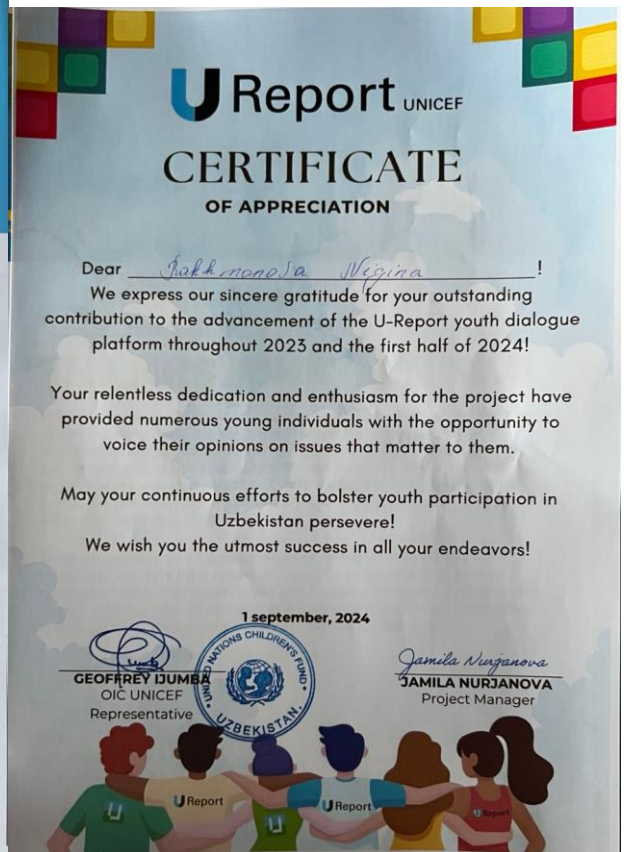 U Report UNICEF
CERTIFICATE
OF APPRECIATION
Dear Nigina !
We express our sincere gratitude for your outstanding
contribution to the advancement of the U-Report youth dialogue
platform throughout 2023 and the first half of 2024!
Your relentless dedication and enthusiasm for the project have
provided numerous young individuals with the opportunity to
voice their opinions on issues that matter to them.
May your continuous efforts to bolster youth participation in
Uzbekistan persevere!
We wish you the utmost success in all your endeavors!
1 september, 2024
UNITED NATIONS CHILDREN'S FUND
UZBEKISTAN.
GEOFFREY IJUMBA
OIC UNICEF
Representative
Jamila Nurjanova
JAMILA NURJANOVA
Project Manager
U
U Report
U
U Report
U Report